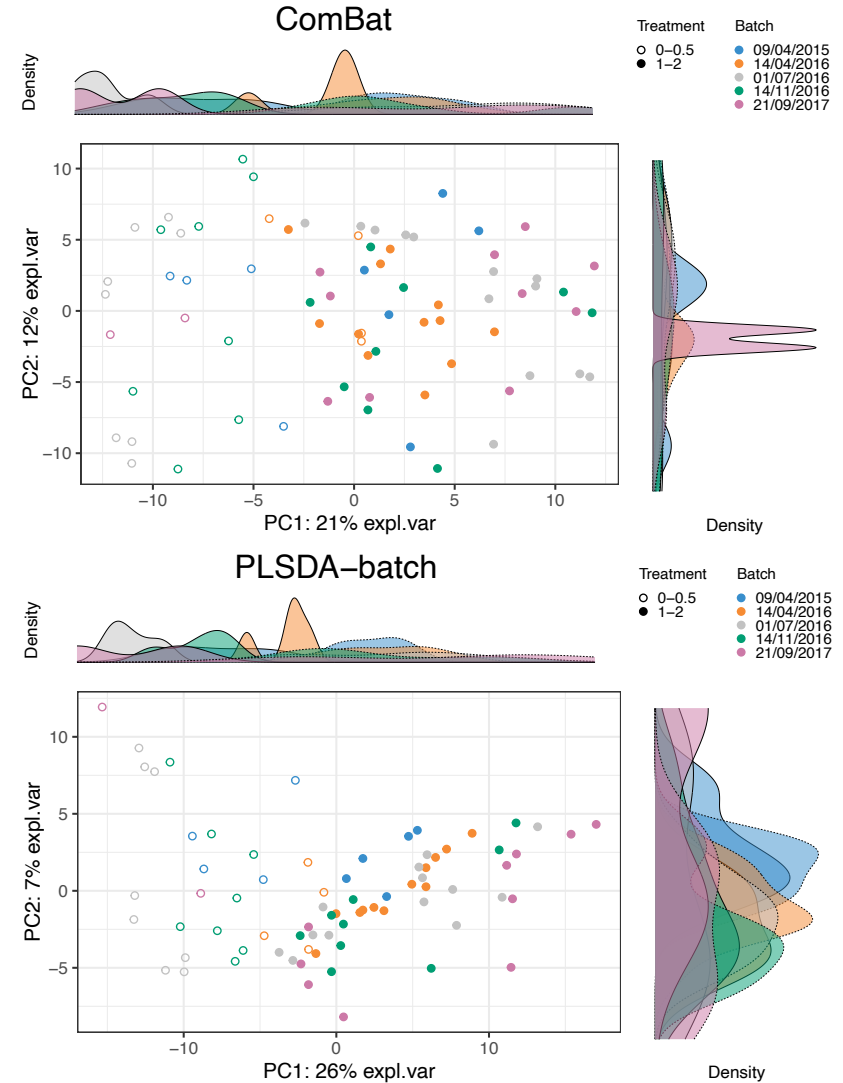 ComBat
Treatment
0−0.5
1−2
Batch
09/04/2015
14/04/2016
01/07/2016
14/11/2016
21/09/2017
Density
10
5
0
−5
−10
PC2: 12% expl.var
−10 −5 0 5 10
PC1: 21% expl.var
Density
PLSDA−batch
Treatment
0−0.5
1−2
Batch
09/04/2015
14/04/2016
01/07/2016
14/11/2016
21/09/2017
Density
10
5
0
−5
PC2: 7% expl.var
−10 0 10
PC1: 26% expl.var
Density